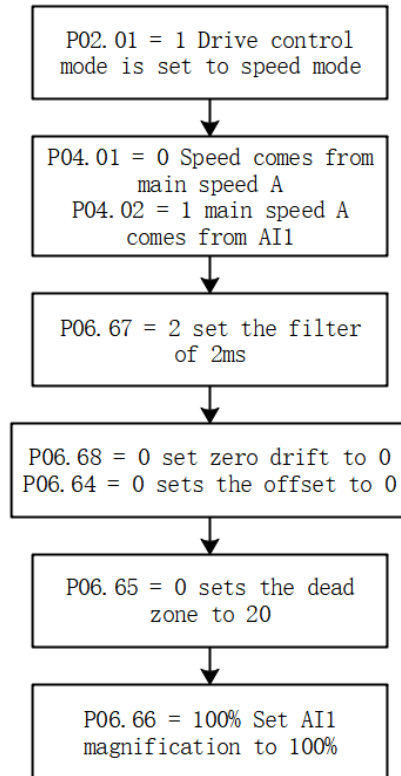 P02.01 = 1 Drive control
mode is set to speed mode
P04.01 = 0 Speed comes from
main speed A
P04.02 = 1 main speed A
comes from AI1
P06.67 = 2 set the filter
of 2ms
P06.68 = 0 set zero drift to 0
P06.64 = 0 sets the offset to 0
P06.65 = 0 sets the dead
zone to 20
P06.66 = 100% Set AI1
magnification to 100%